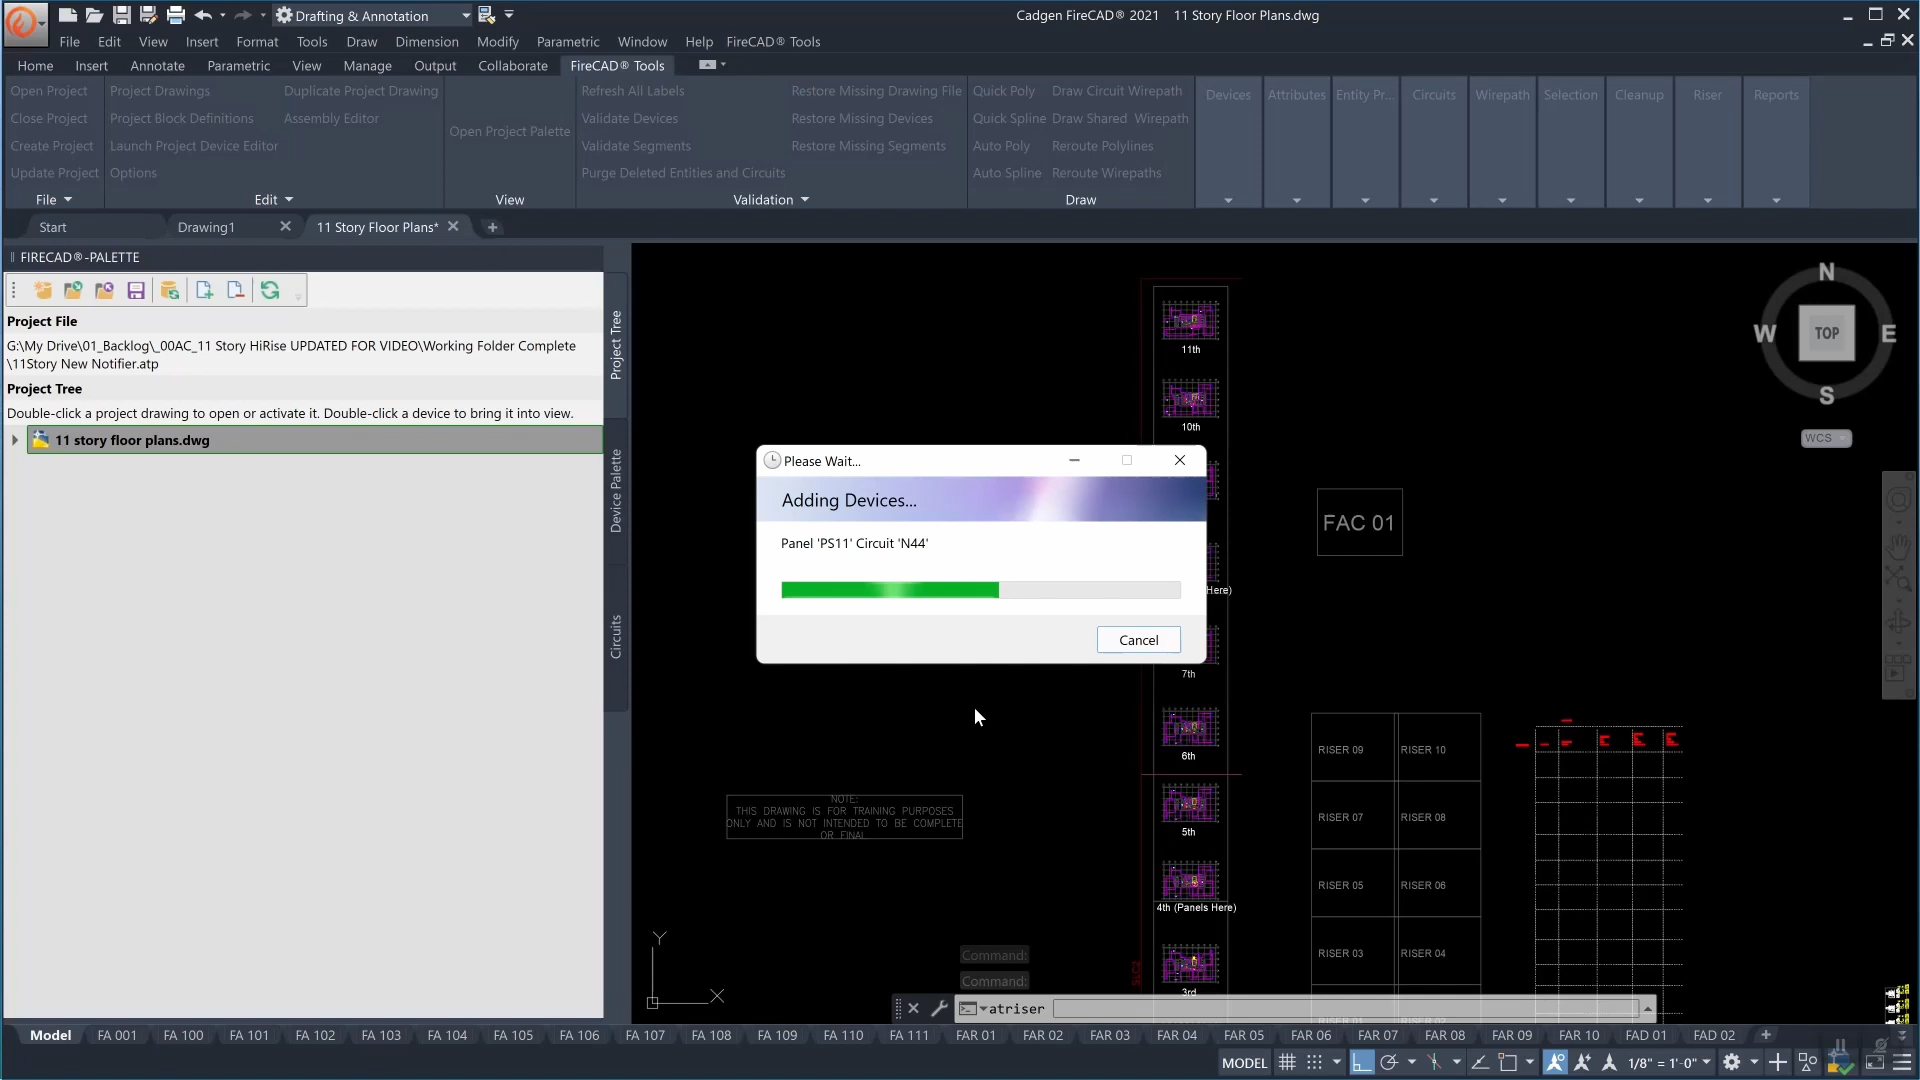 Drafting & Annotation
Cadgen FireCAD® 2021 11 Story Floor Plans.dwg
File Edit View Insert Format Tools Draw Dimension Modify Parametric Window Help FireCAD® Tools
Home Insert Annotate Parametric View Manage Output Collaborate FireCAD® Tools
Open Project Project Drawings Duplicate Project Drawing Refresh All Labels Restore Missing Drawing File Quick Poly Draw Circuit Wirepath Devices Attributes Entity Pr... Circuits Wirepath Selection Cleanup Riser Reports
Close Project Project Block Definitions Assembly Editor Open Project Palette Validate Devices Restore Missing Devices Quick Spline Draw Shared Wirepath
Create Project Launch Project Device Editor Validate Segments Restore Missing Segments Auto Poly Reroute Polylines
Update Project Options Purge Deleted Entities and Circuits Auto Spline Reroute Wirepaths
File Edit View Validation Draw
Start Drawing1 11 Story Floor Plans*
FIRECAD®-PALETTE
Project File
G:\My Drive\01_Backlog\_00AC_11 Story HiRise UPDATED FOR VIDEO\Working Folder Complete
\11Story New Notifier.atp
Project Tree
Double-click a project drawing to open or activate it. Double-click a device to bring it into view.
11 story floor plans.dwg
Project Tree
Device Palette
Circuits
11th
10th
Here)
7th
6th
5th
4th (Panels Here)
3rd
SLC2
Please Wait...
Adding Devices...
Panel 'PS11' Circuit 'N44'
Cancel
NOTE:
THIS DRAWING IS FOR TRAINING PURPOSES
ONLY AND IS NOT INTENDED TO BE COMPLETE
OR FINAL
FAC 01
RISER 09 RISER 10
RISER 07 RISER 08
RISER 05 RISER 06
RISER 03 RISER 04
RISER 01 RISER 02
N
W TOP E
S
WCS
Y
X
Command:
Command:
atriser
Model FA 001 FA 100 FA 101 FA 102 FA 103 FA 104 FA 105 FA 106 FA 107 FA 108 FA 109 FA 110 FA 111 FAR 01 FAR 02 FAR 03 FAR 04 FAR 05 FAR 06 FAR 07 FAR 08 FAR 09 FAR 10 FAD 01 FAD 02
MODEL 1/8" = 1'-0"